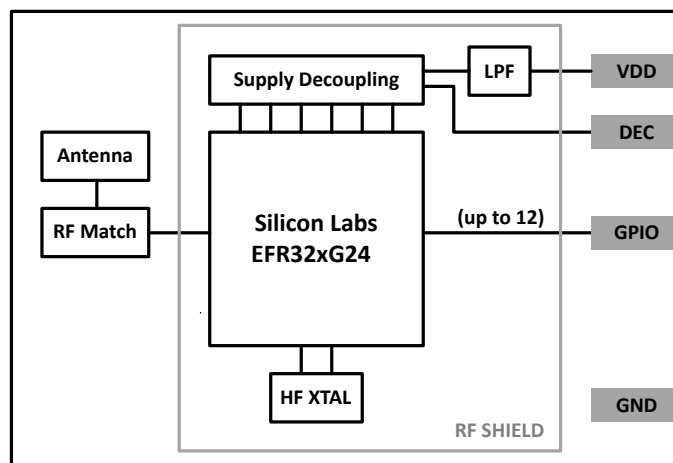 Supply Decoupling
LPF
VDD
DEC
Antenna
RF Match
Silicon Labs
EFR32xG24
(up to 12)
GPIO
HF XTAL
GND
RF SHIELD